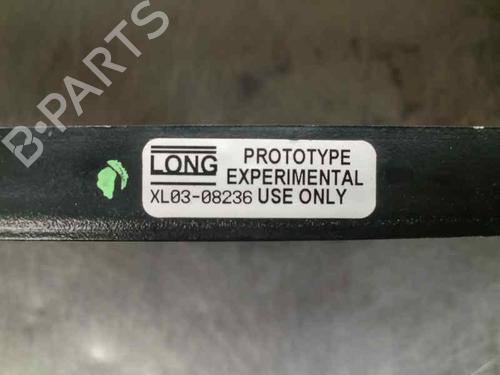 B-PARTS
LONG
PROTOTYPE
EXPERIMENTAL
XL03-08236 USE ONLY